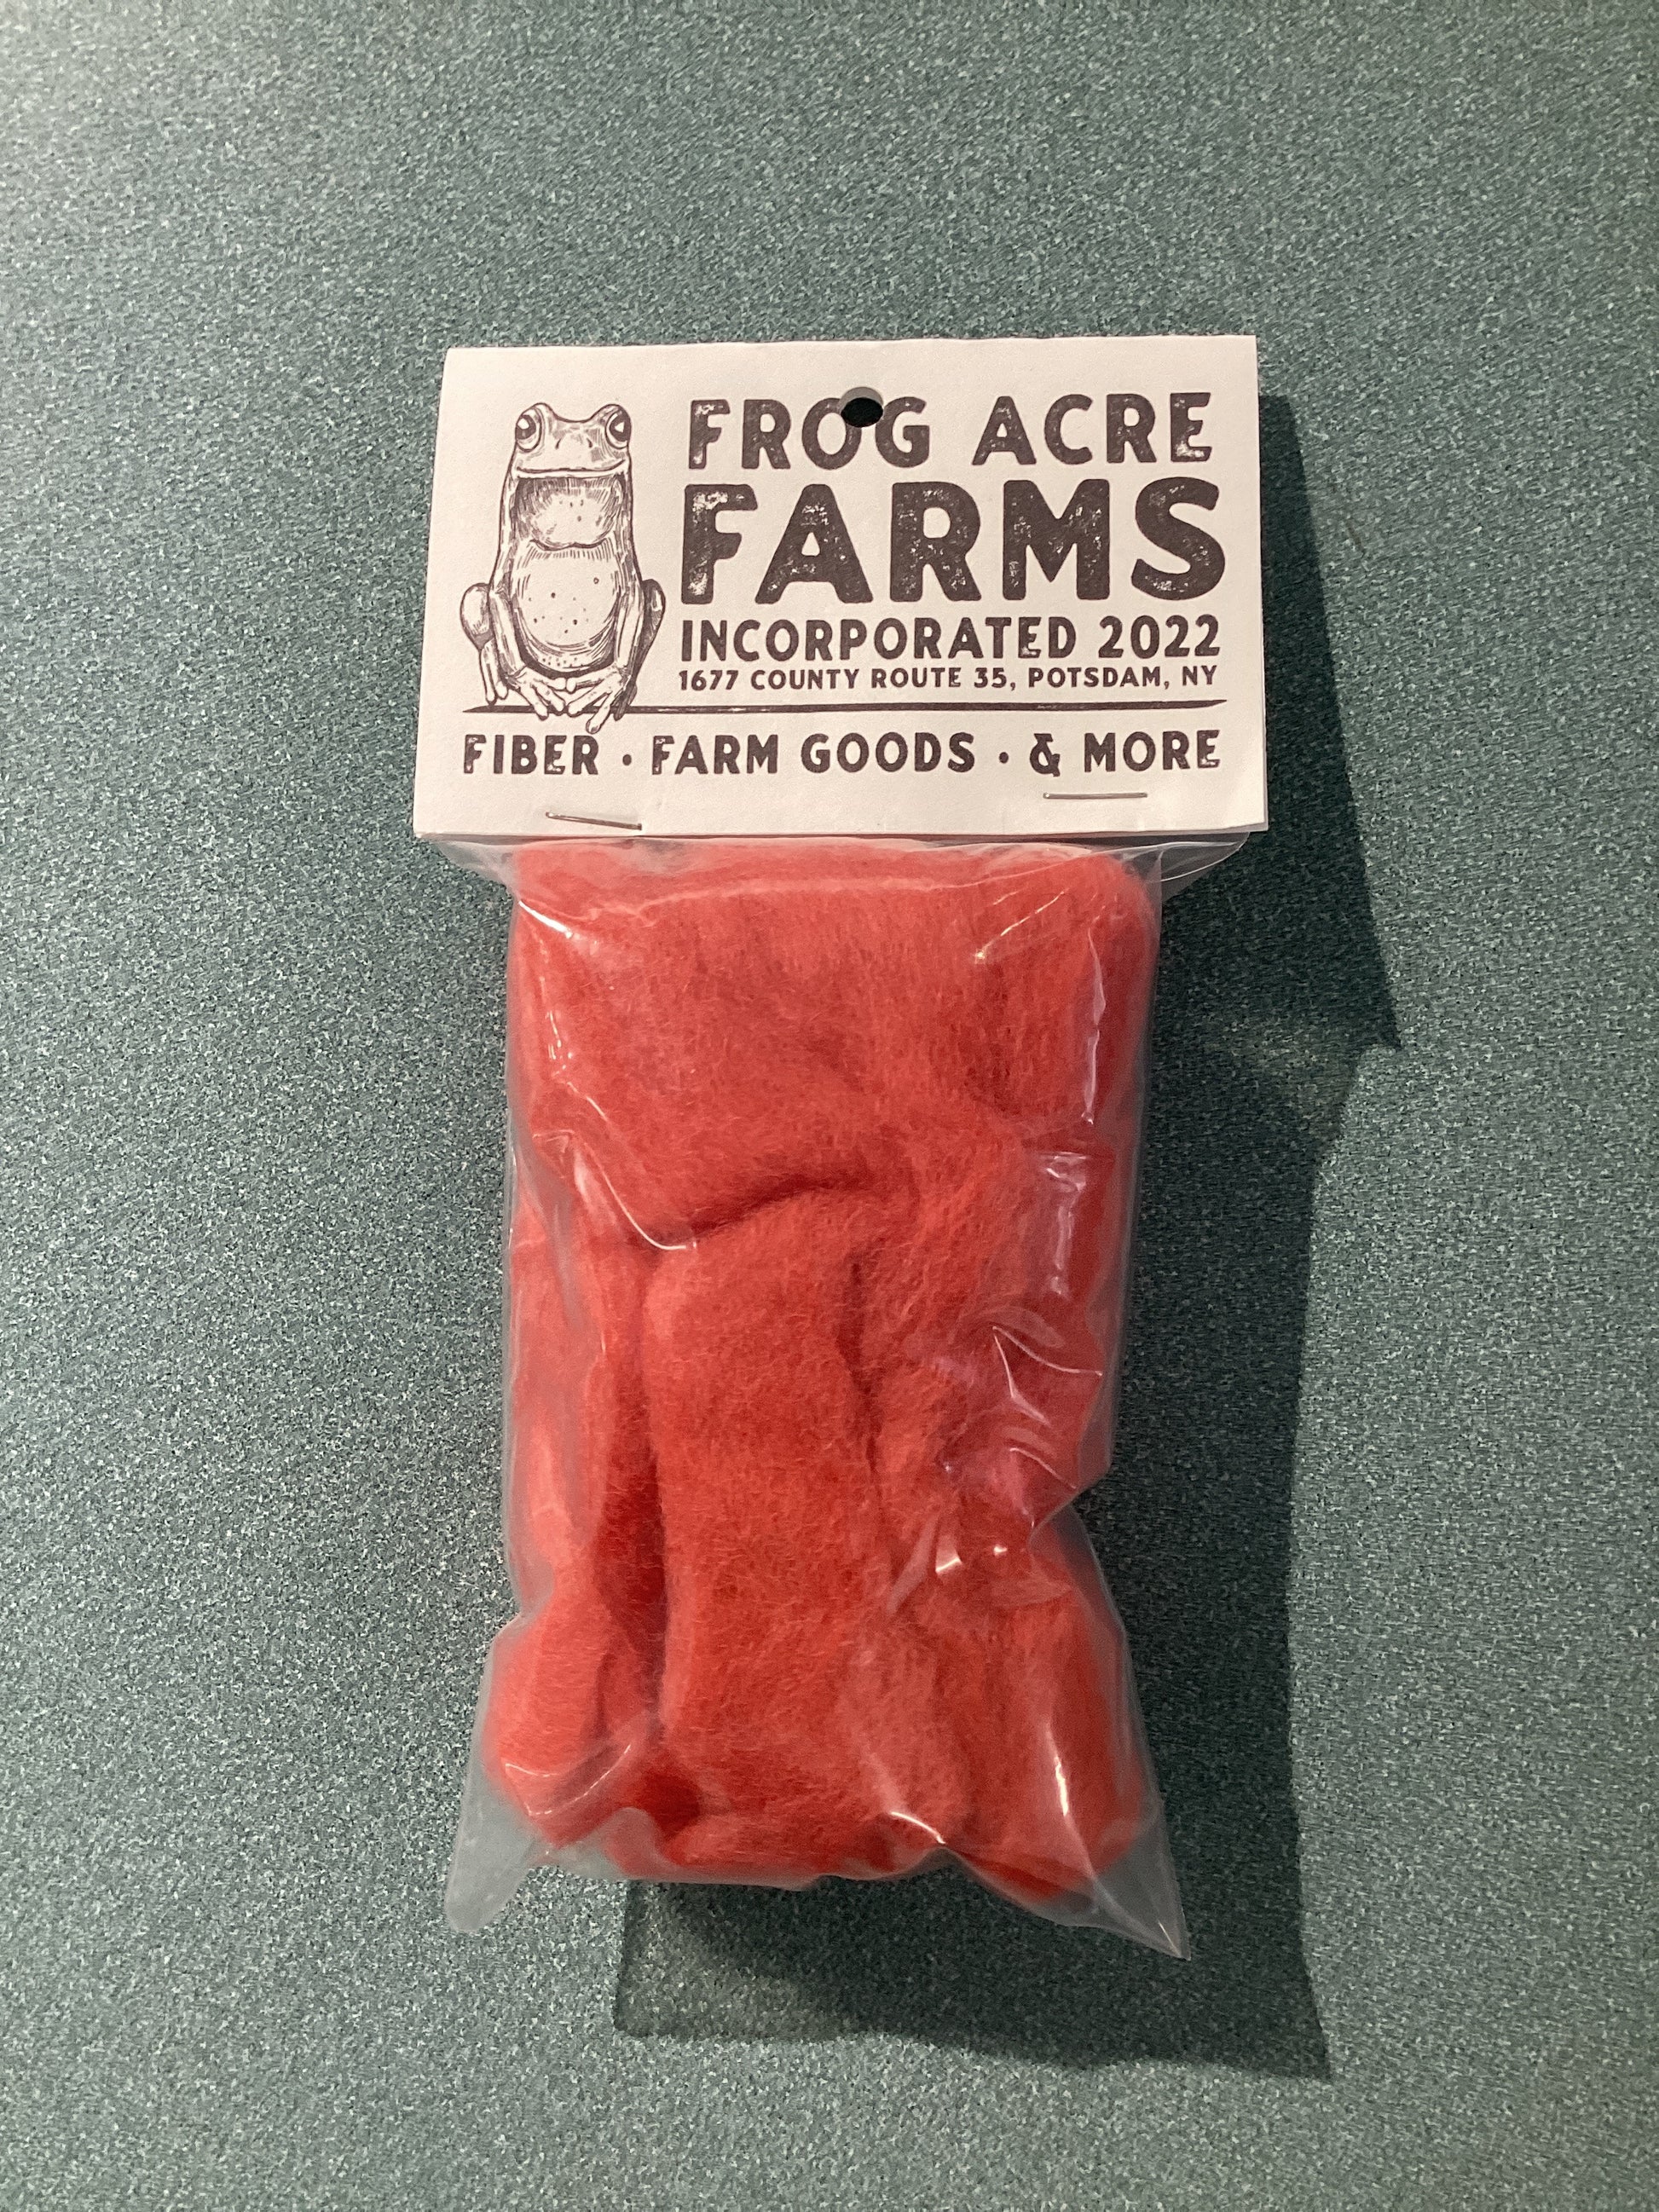 FROG ACRE
FARMS
INCORPORATED 2022
1677 COUNTY ROUTE 35, POTSDAM, NY
FIBER • FARM GOODS • & MORE